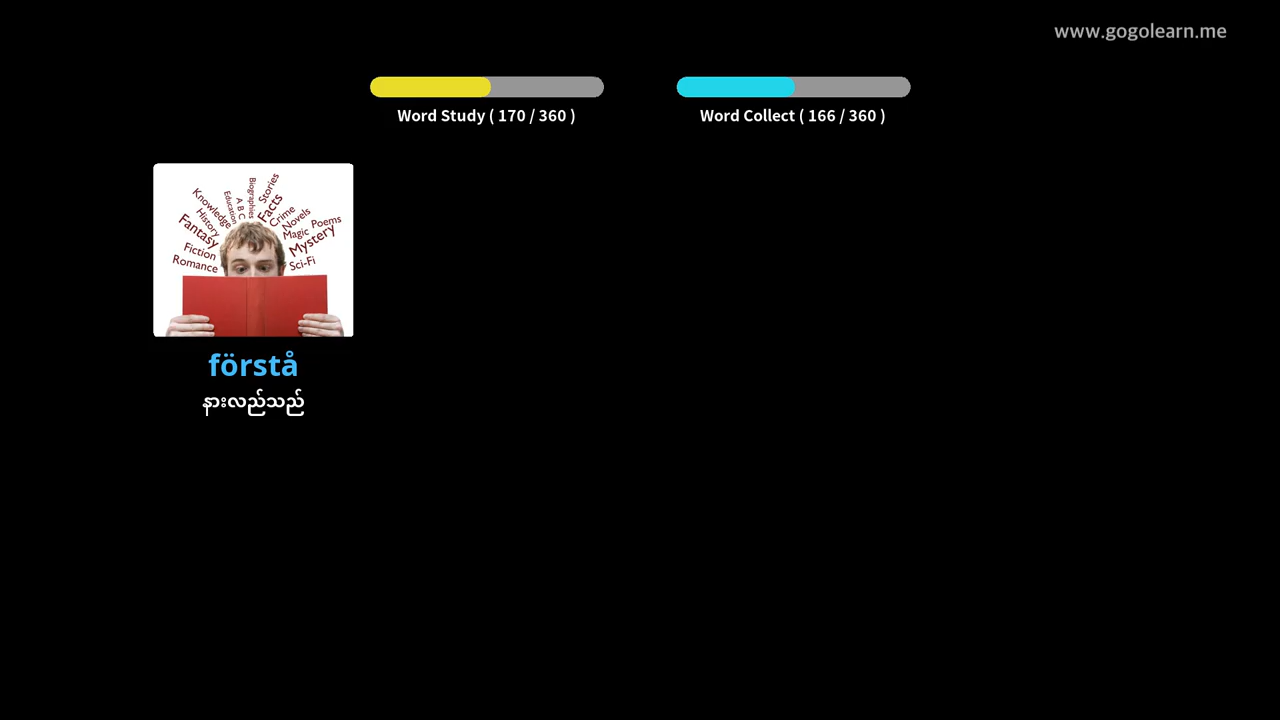 www.gogolearn.me
Word Study ( 170 / 360 )
Word Collect ( 166 / 360 )
Knowledge
History
Fantasy
Fiction
Romance
Education
A B C
Biographies
Stories
Facts
Crime
Novels
Magic
Poems
Mystery
Sci-Fi
förstå
နားလည်သည်